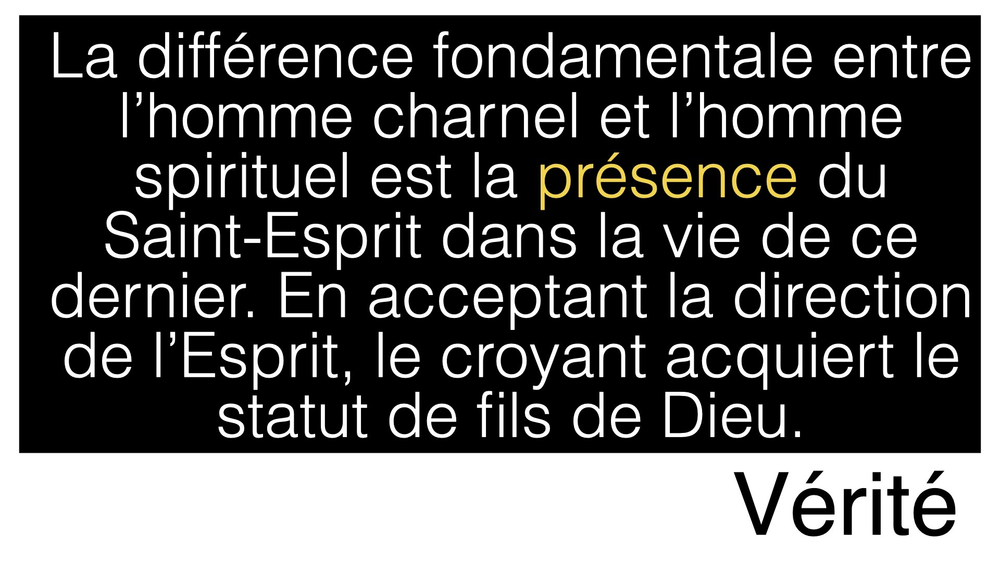 La différence fondamentale entre
l’homme charnel et l’homme
spirituel est la présence du
Saint-Esprit dans la vie de ce
dernier. En acceptant la direction
de l’Esprit, le croyant acquiert le
statut de fils de Dieu.
Vérité